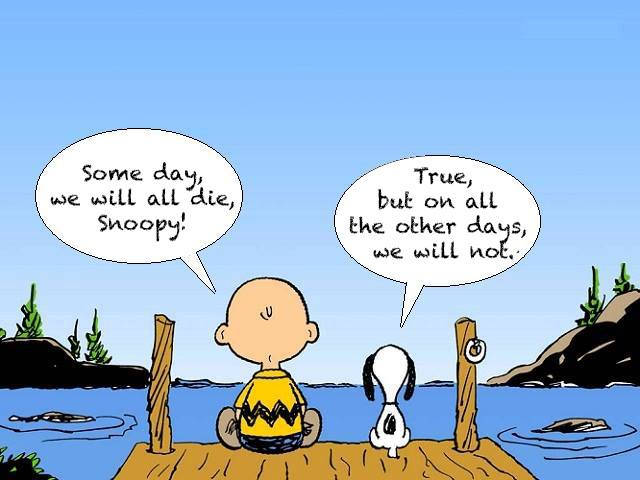 Some day,
we will all die,
Snoopy!
True,
but on all
the other days,
we will not.